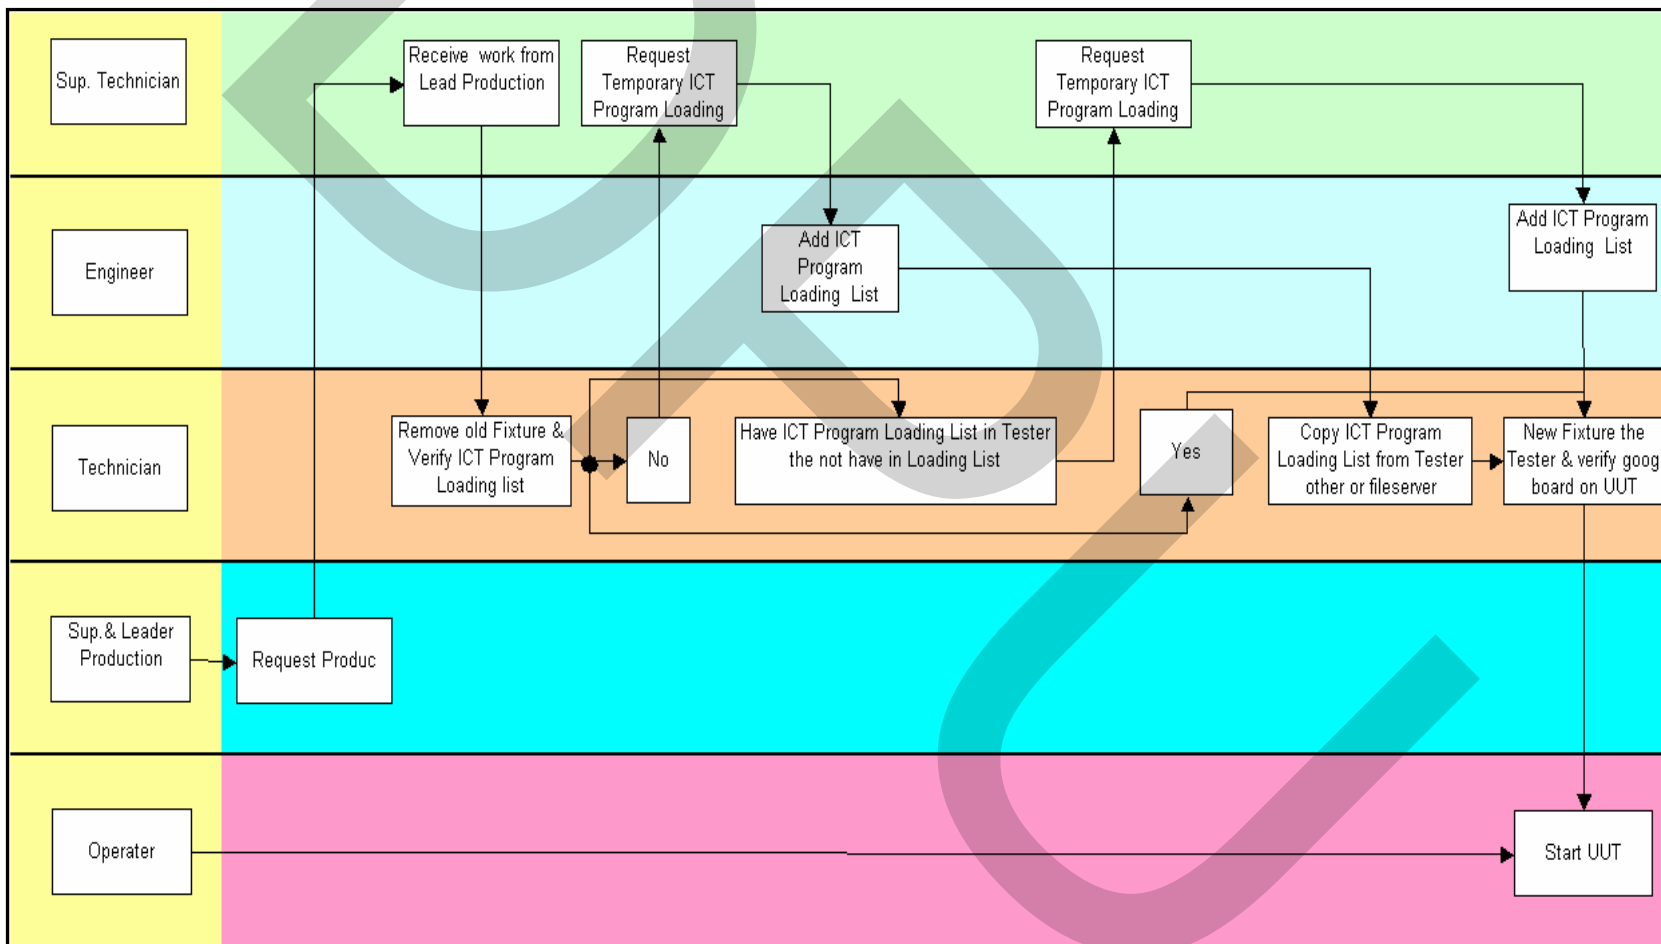 Sup. Technician
Receive work from
Lead Production
Request
Temporary ICT
Program Loading
Request
Temporary ICT
Program Loading
Engineer
Add ICT
Program
Loading List
Add ICT Program
Loading List
Technician
Remove old Fixture &
Verify ICT Program
Loading list
No
Have ICT Program Loading List in Tester
the not have in Loading List
Yes
Copy ICT Program
Loading List from Tester
other or fileserver
New Fixture the
Tester & verify goog
board on UUT
Sup.& Leader
Production
Request Produc
Operater
Start UUT